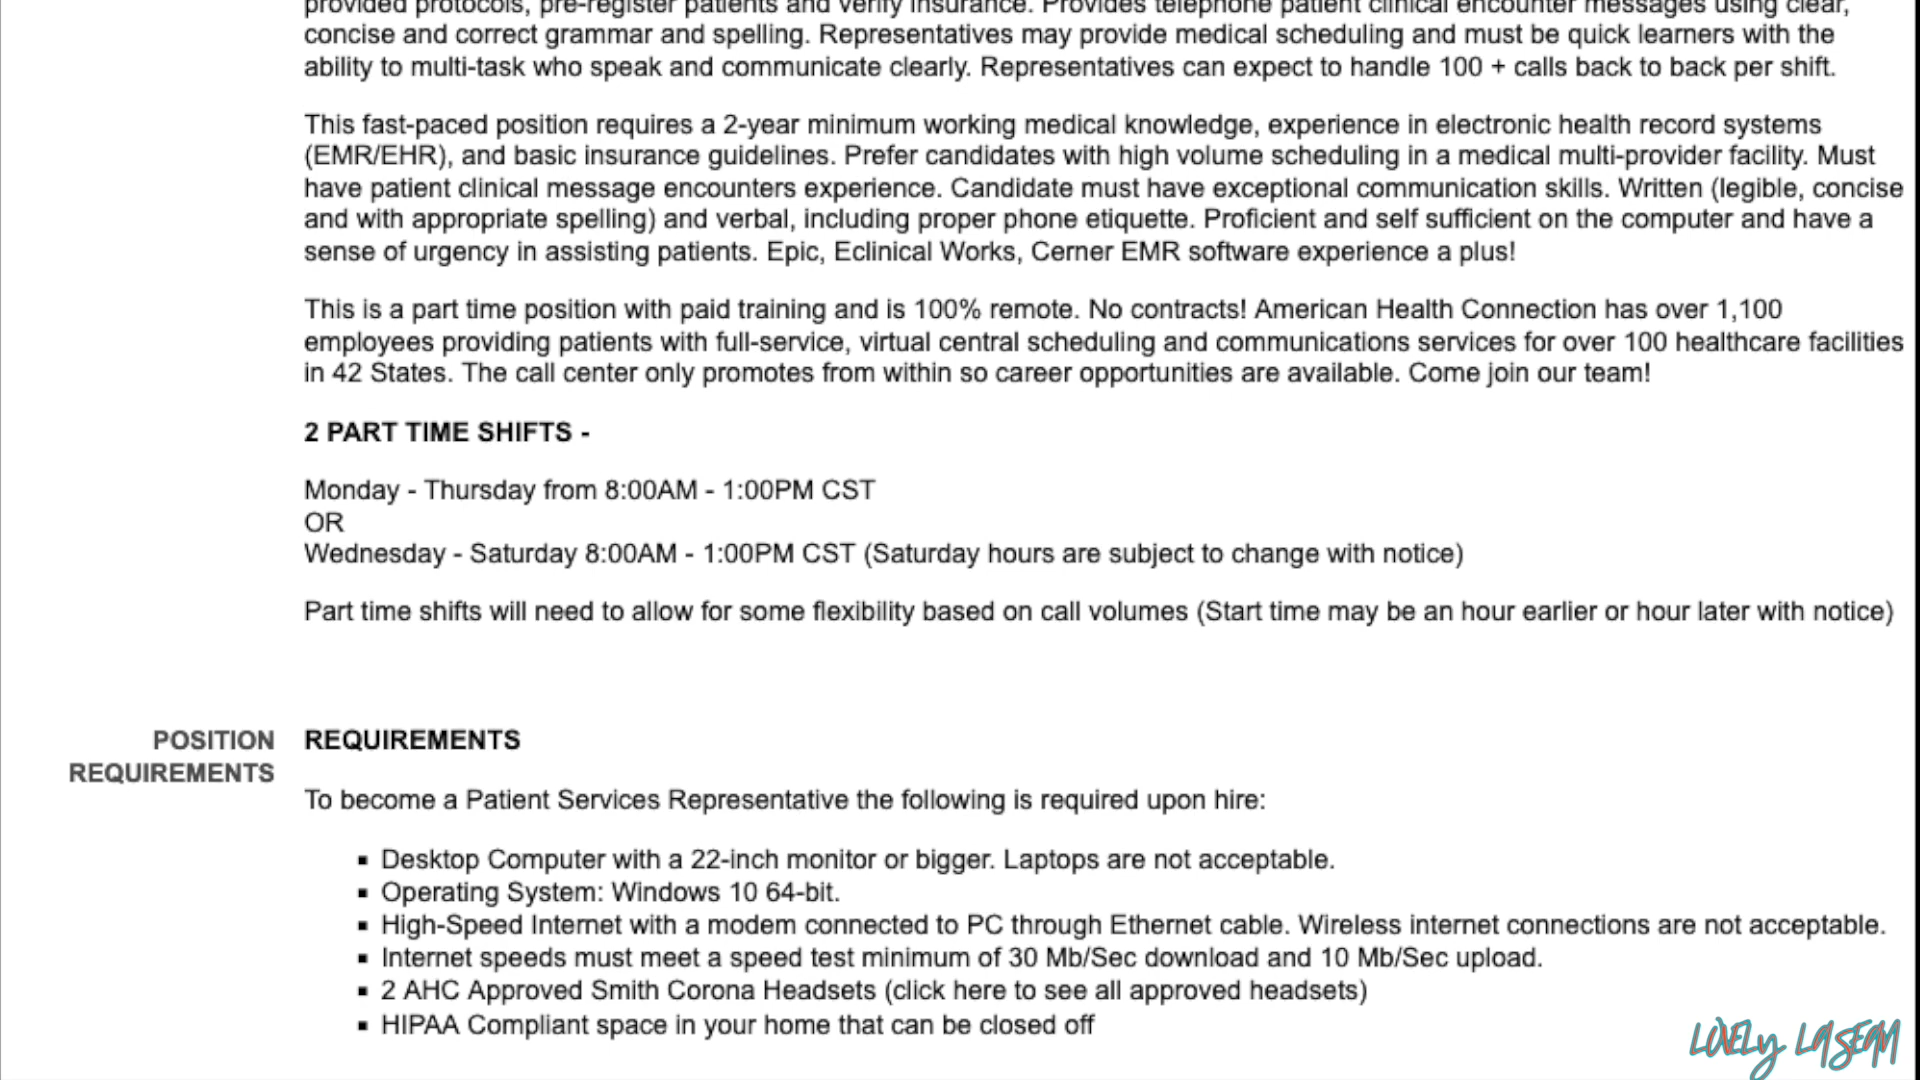 provided protocols, pre-register patients and verify insurance. Provides telephone patient clinical encounter messages using clear,
concise and correct grammar and spelling. Representatives may provide medical scheduling and must be quick learners with the
ability to multi-task who speak and communicate clearly. Representatives can expect to handle 100 + calls back to back per shift.
This fast-paced position requires a 2-year minimum working medical knowledge, experience in electronic health record systems
(EMR/EHR), and basic insurance guidelines. Prefer candidates with high volume scheduling in a medical multi-provider facility. Must
have patient clinical message encounters experience. Candidate must have exceptional communication skills. Written (legible, concise
and with appropriate spelling) and verbal, including proper phone etiquette. Proficient and self sufficient on the computer and have a
sense of urgency in assisting patients. Epic, Eclinical Works, Cerner EMR software experience a plus!
This is a part time position with paid training and is 100% remote. No contracts! American Health Connection has over 1,100
employees providing patients with full-service, virtual central scheduling and communications services for over 100 healthcare facilities
in 42 States. The call center only promotes from within so career opportunities are available. Come join our team!
2 PART TIME SHIFTS -
Monday - Thursday from 8:00AM - 1:00PM CST
OR
Wednesday - Saturday 8:00AM - 1:00PM CST (Saturday hours are subject to change with notice)
Part time shifts will need to allow for some flexibility based on call volumes (Start time may be an hour earlier or hour later with notice)
POSITION
REQUIREMENTS
REQUIREMENTS
To become a Patient Services Representative the following is required upon hire:
▪ Desktop Computer with a 22-inch monitor or bigger. Laptops are not acceptable.
▪ Operating System: Windows 10 64-bit.
▪ High-Speed Internet with a modem connected to PC through Ethernet cable. Wireless internet connections are not acceptable.
▪ Internet speeds must meet a speed test minimum of 30 Mb/Sec download and 10 Mb/Sec upload.
▪ 2 AHC Approved Smith Corona Headsets (click here to see all approved headsets)
▪ HIPAA Compliant space in your home that can be closed off
LOVELy LASEAN